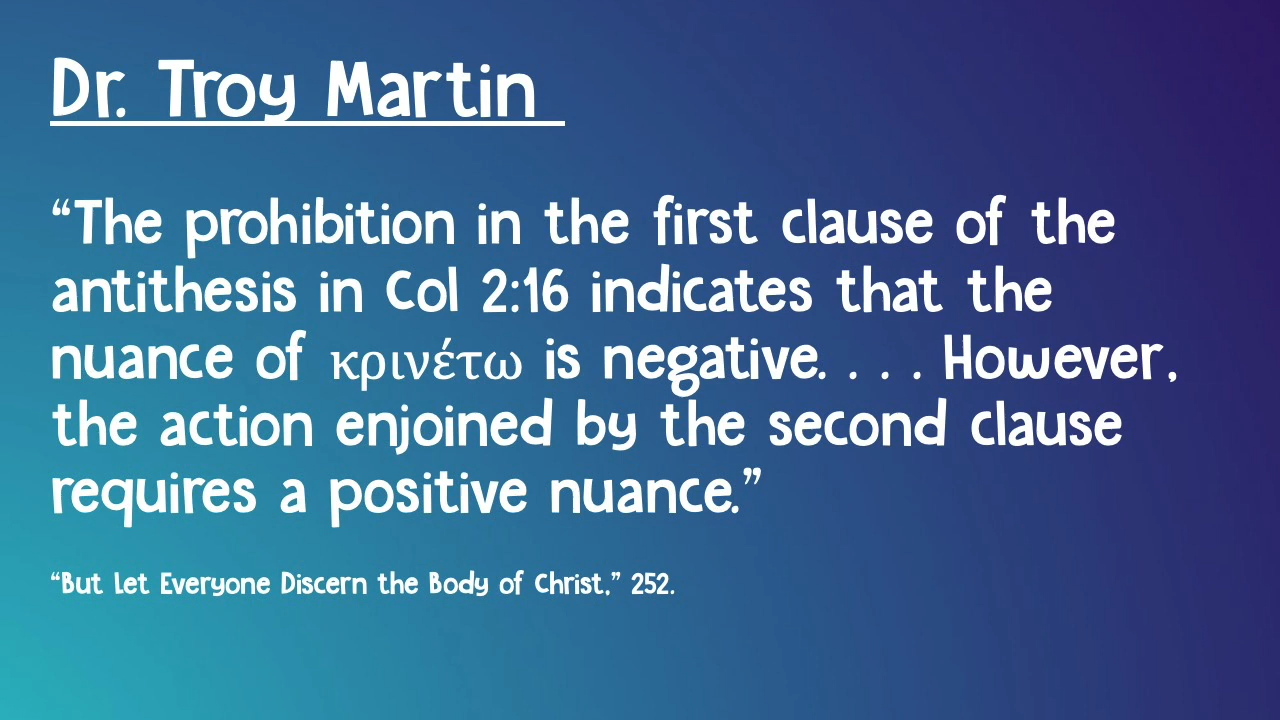 Dr. Troy Martin
“The prohibition in the first clause of the
antithesis in Col 2:16 indicates that the
nuance of κρινέτω is negative. . . . However,
the action enjoined by the second clause
requires a positive nuance.”
“But Let Everyone Discern the Body of Christ,” 252.